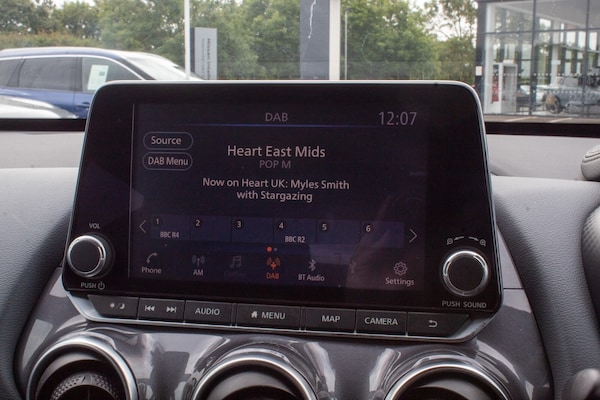 DAB
12:07
Source
DAB Menu
Heart East Mids
POP M
Now on Heart UK: Myles Smith
with Stargazing
1 2 3 4 5 6
BBC R4 BBC R2
Phone AM DAB BT Audio Settings
VOL
PUSH
PUSH SOUND
AUDIO MENU MAP CAMERA